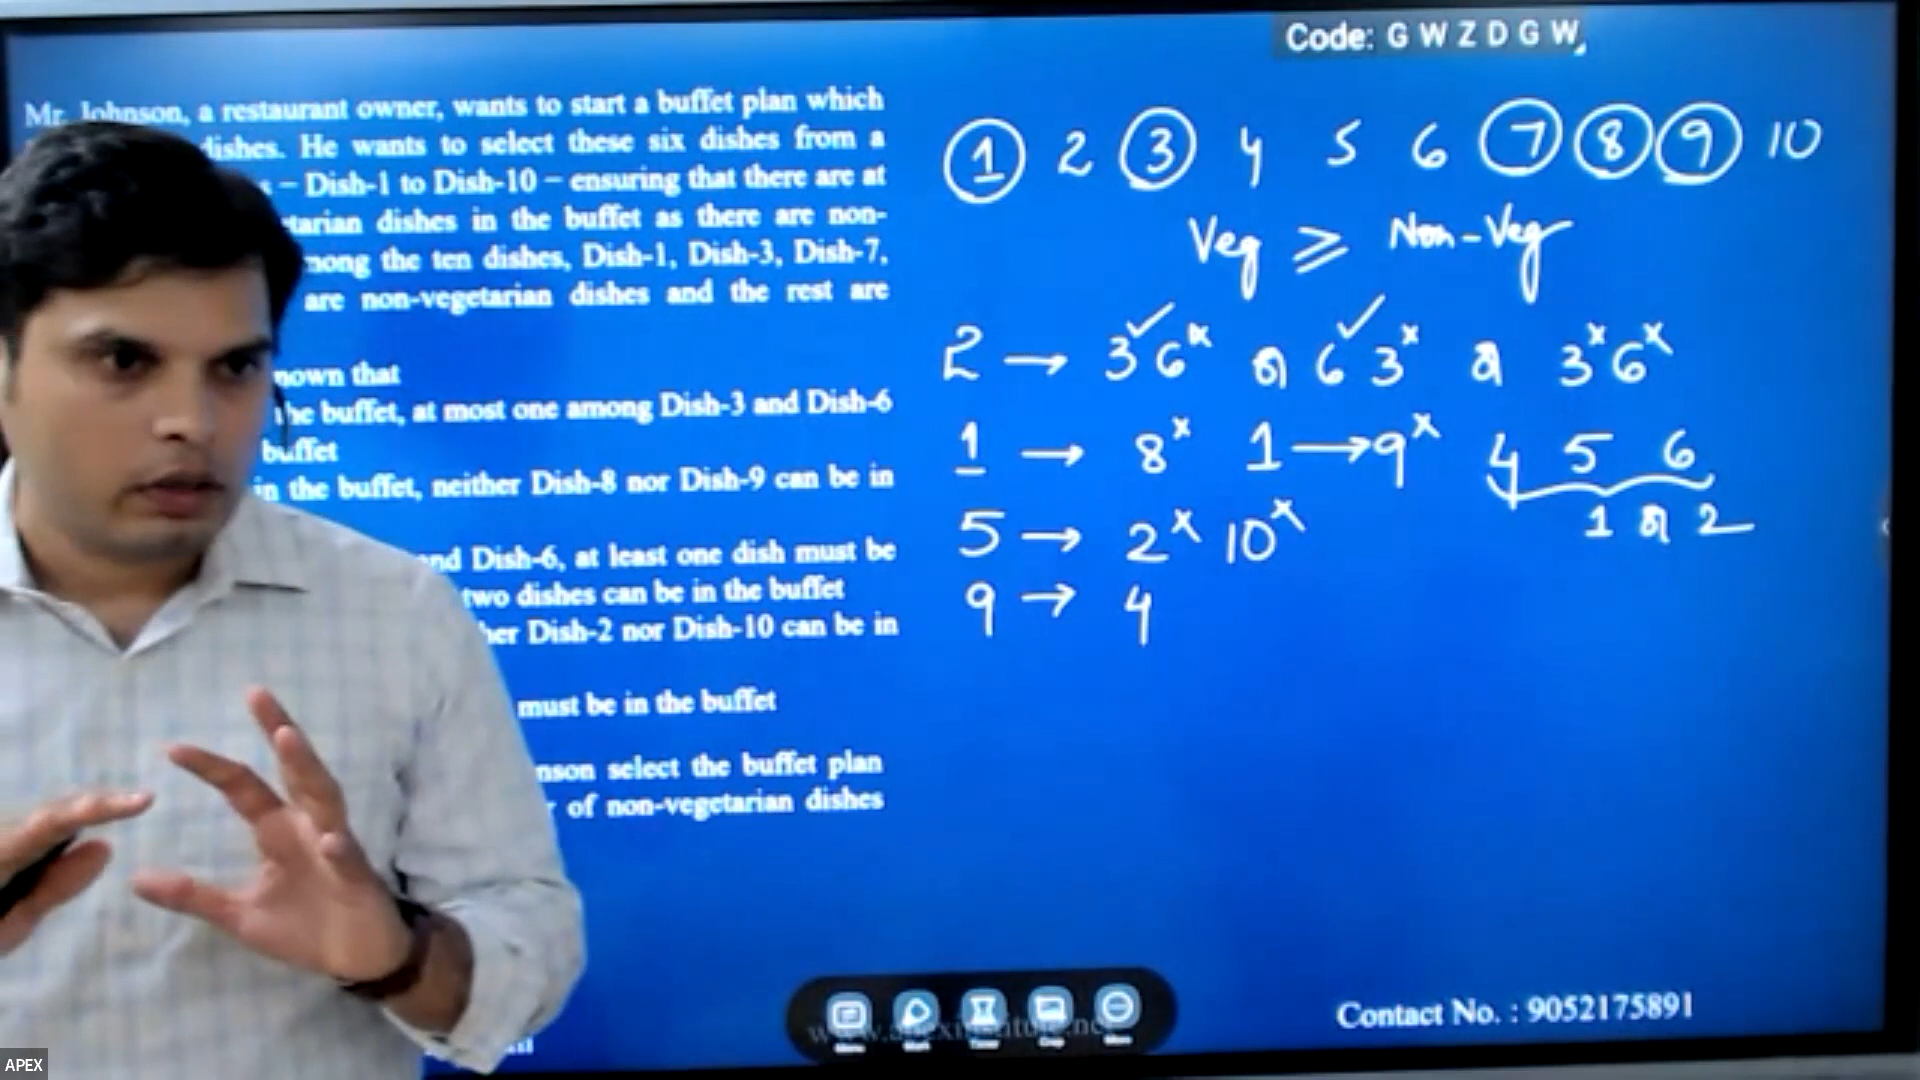 Code: G W Z D G W
Mr. Johnson, a restaurant owner, wants to start a buffet plan which
dishes. He wants to select these six dishes from a
– Dish-1 to Dish-10 – ensuring that there are at
tarian dishes in the buffet as there are non-
mong the ten dishes, Dish-1, Dish-3, Dish-7,
are non-vegetarian dishes and the rest are
nown that
he buffet, at most one among Dish-3 and Dish-6
buffet
in the buffet, neither Dish-8 nor Dish-9 can be in
nd Dish-6, at least one dish must be
two dishes can be in the buffet
her Dish-2 nor Dish-10 can be in
must be in the buffet
nson select the buffet plan
r of non-vegetarian dishes
1 2 3 4 5 6 7 8 9 10
Veg ≥ Non-Veg
2 → 3✓ 6× or 6✓ 3× or 3× 6×
1 → 8× 1 → 9× 4 5 6
1 or 2
5 → 2× 10×
9 → 4
Contact No. : 9052175891
Menu More
APEX